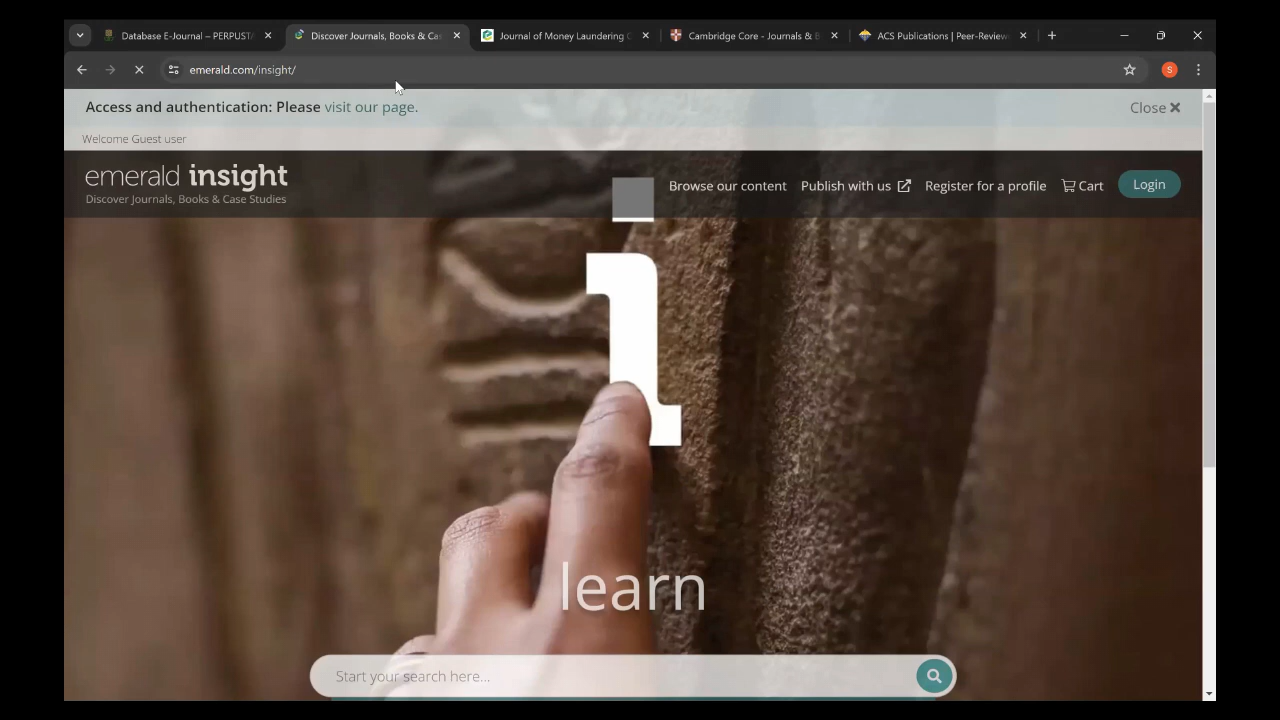 Database E-Journal – PERPUSTA
Discover Journals, Books & Cas
Journal of Money Laundering C
Cambridge Core - Journals & B
ACS Publications | Peer-Review
emerald.com/insight/
S
Access and authentication: Please visit our page.
Close
Welcome Guest user
emerald insight
Discover Journals, Books & Case Studies
Browse our content
Publish with us
Register for a profile
Cart
Login
i
learn
Start your search here...